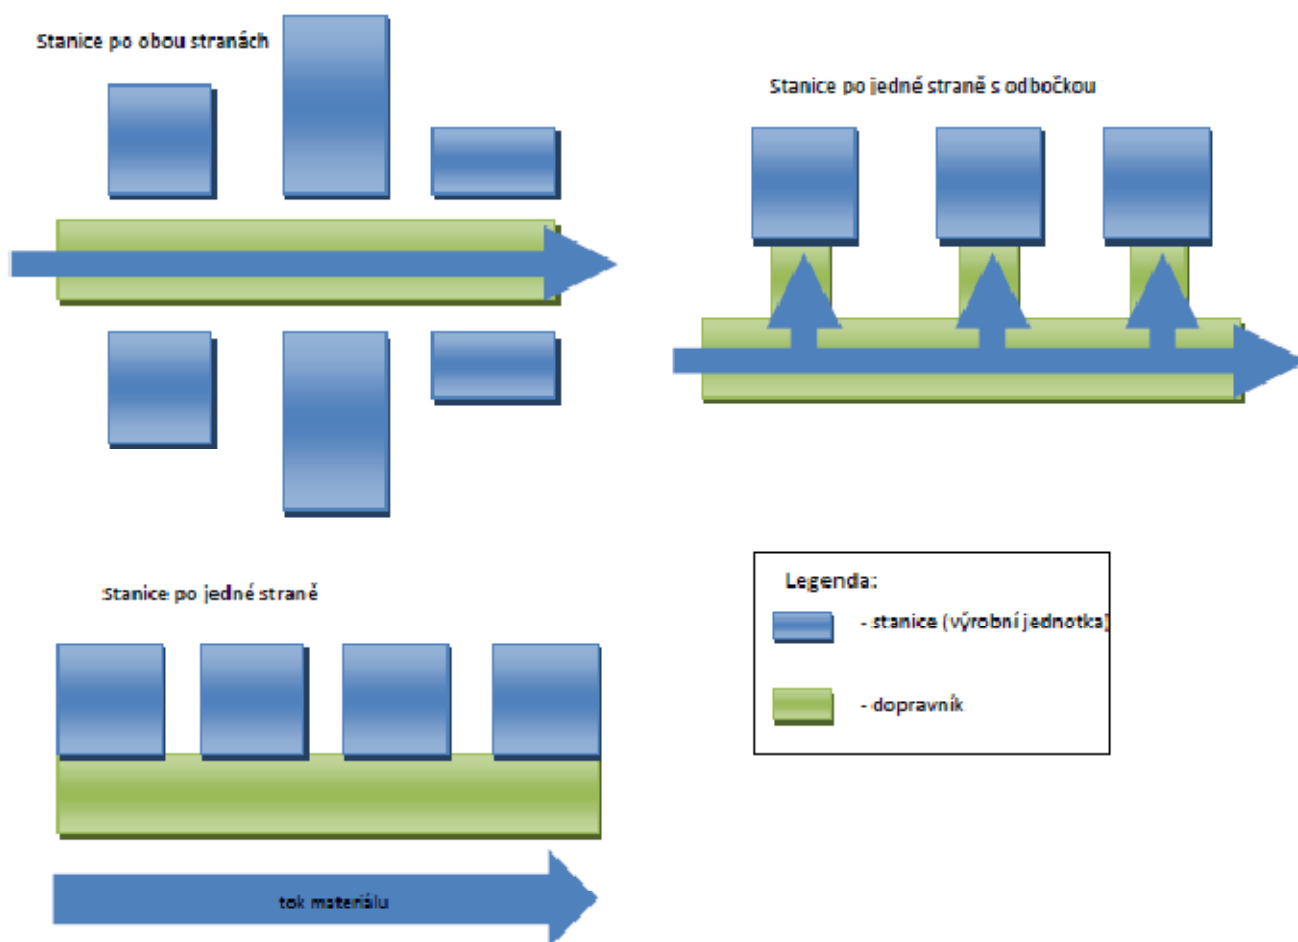 Stanice po obou stranách
Stanice po jedné straně s odbočkou
Stanice po jedné straně
tok materiálu
Legenda:
- stanice (výrobní jednotka)
- dopravník